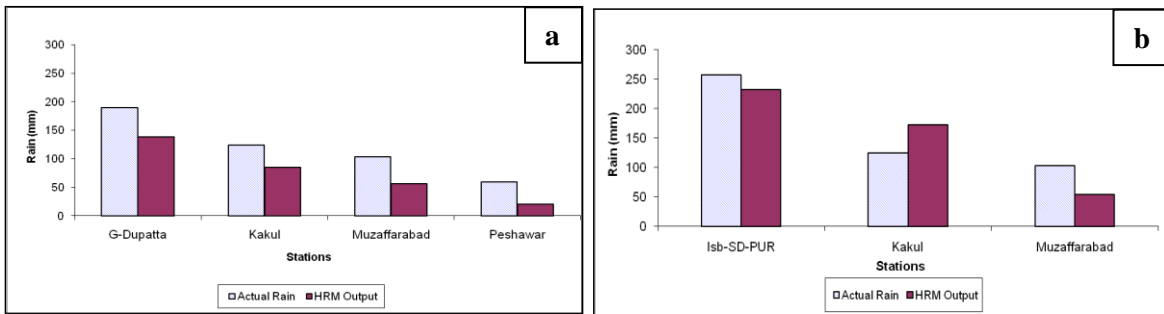 a
300
250
200
150
100
50
0
Rain (mm)
G-Dupatta Kakul Muzaffarabad Peshawar
Stations
Actual Rain HRM Output
b
300
250
200
150
100
50
0
Rain (mm)
Isb-SD-PUR Kakul Muzaffarabad
Stations
Actual Rain HRM Output